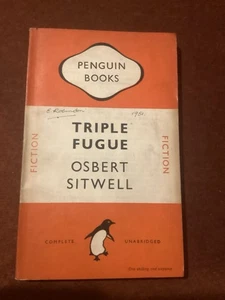 PENGUIN
BOOKS
TRIPLE
FUGUE
OSBERT
SITWELL
FICTION
FICTION
COMPLETE
UNABRIDGED